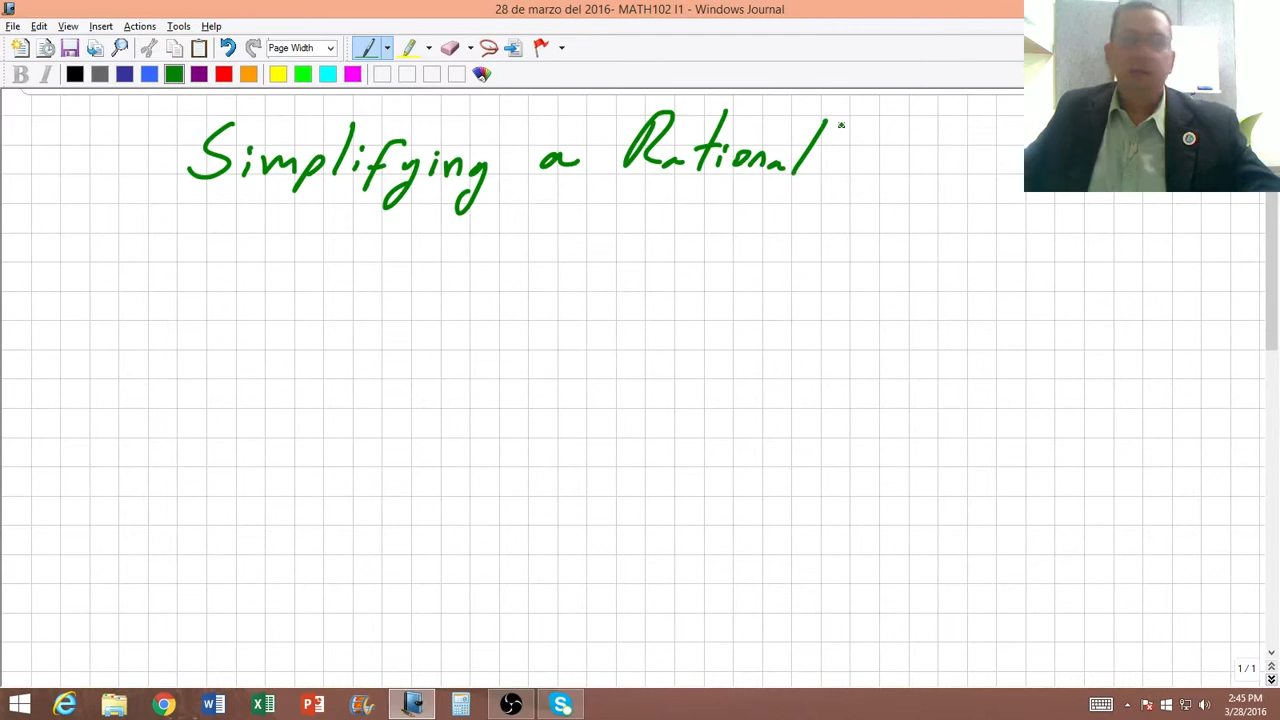 28 de marzo del 2016- MATH102 I1 - Windows Journal
File Edit View Insert Actions Tools Help
Page Width
B I
Simplifying a Rational
1 / 1
2:45 PM
3/28/2016